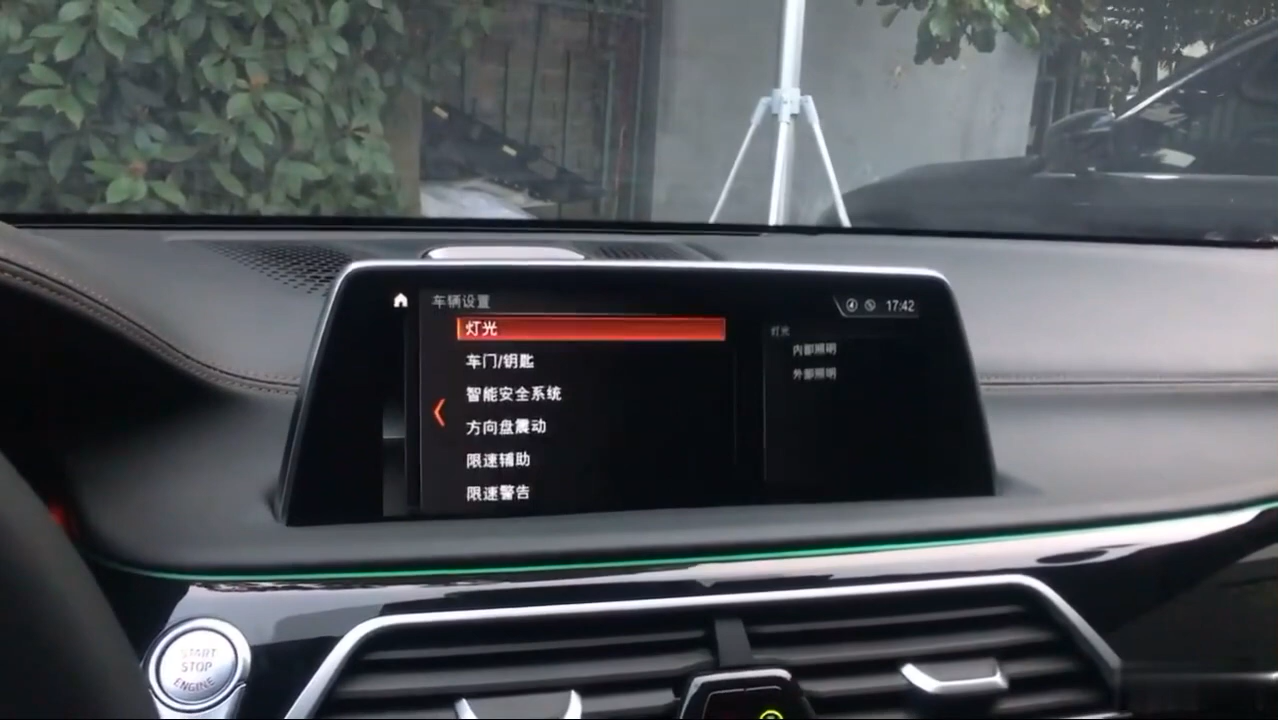 车辆设置
17:42
灯光
车门/钥匙
智能安全系统
方向盘震动
限速辅助
限速警告
灯光
内部照明
外部照明
START
STOP
ENGINE